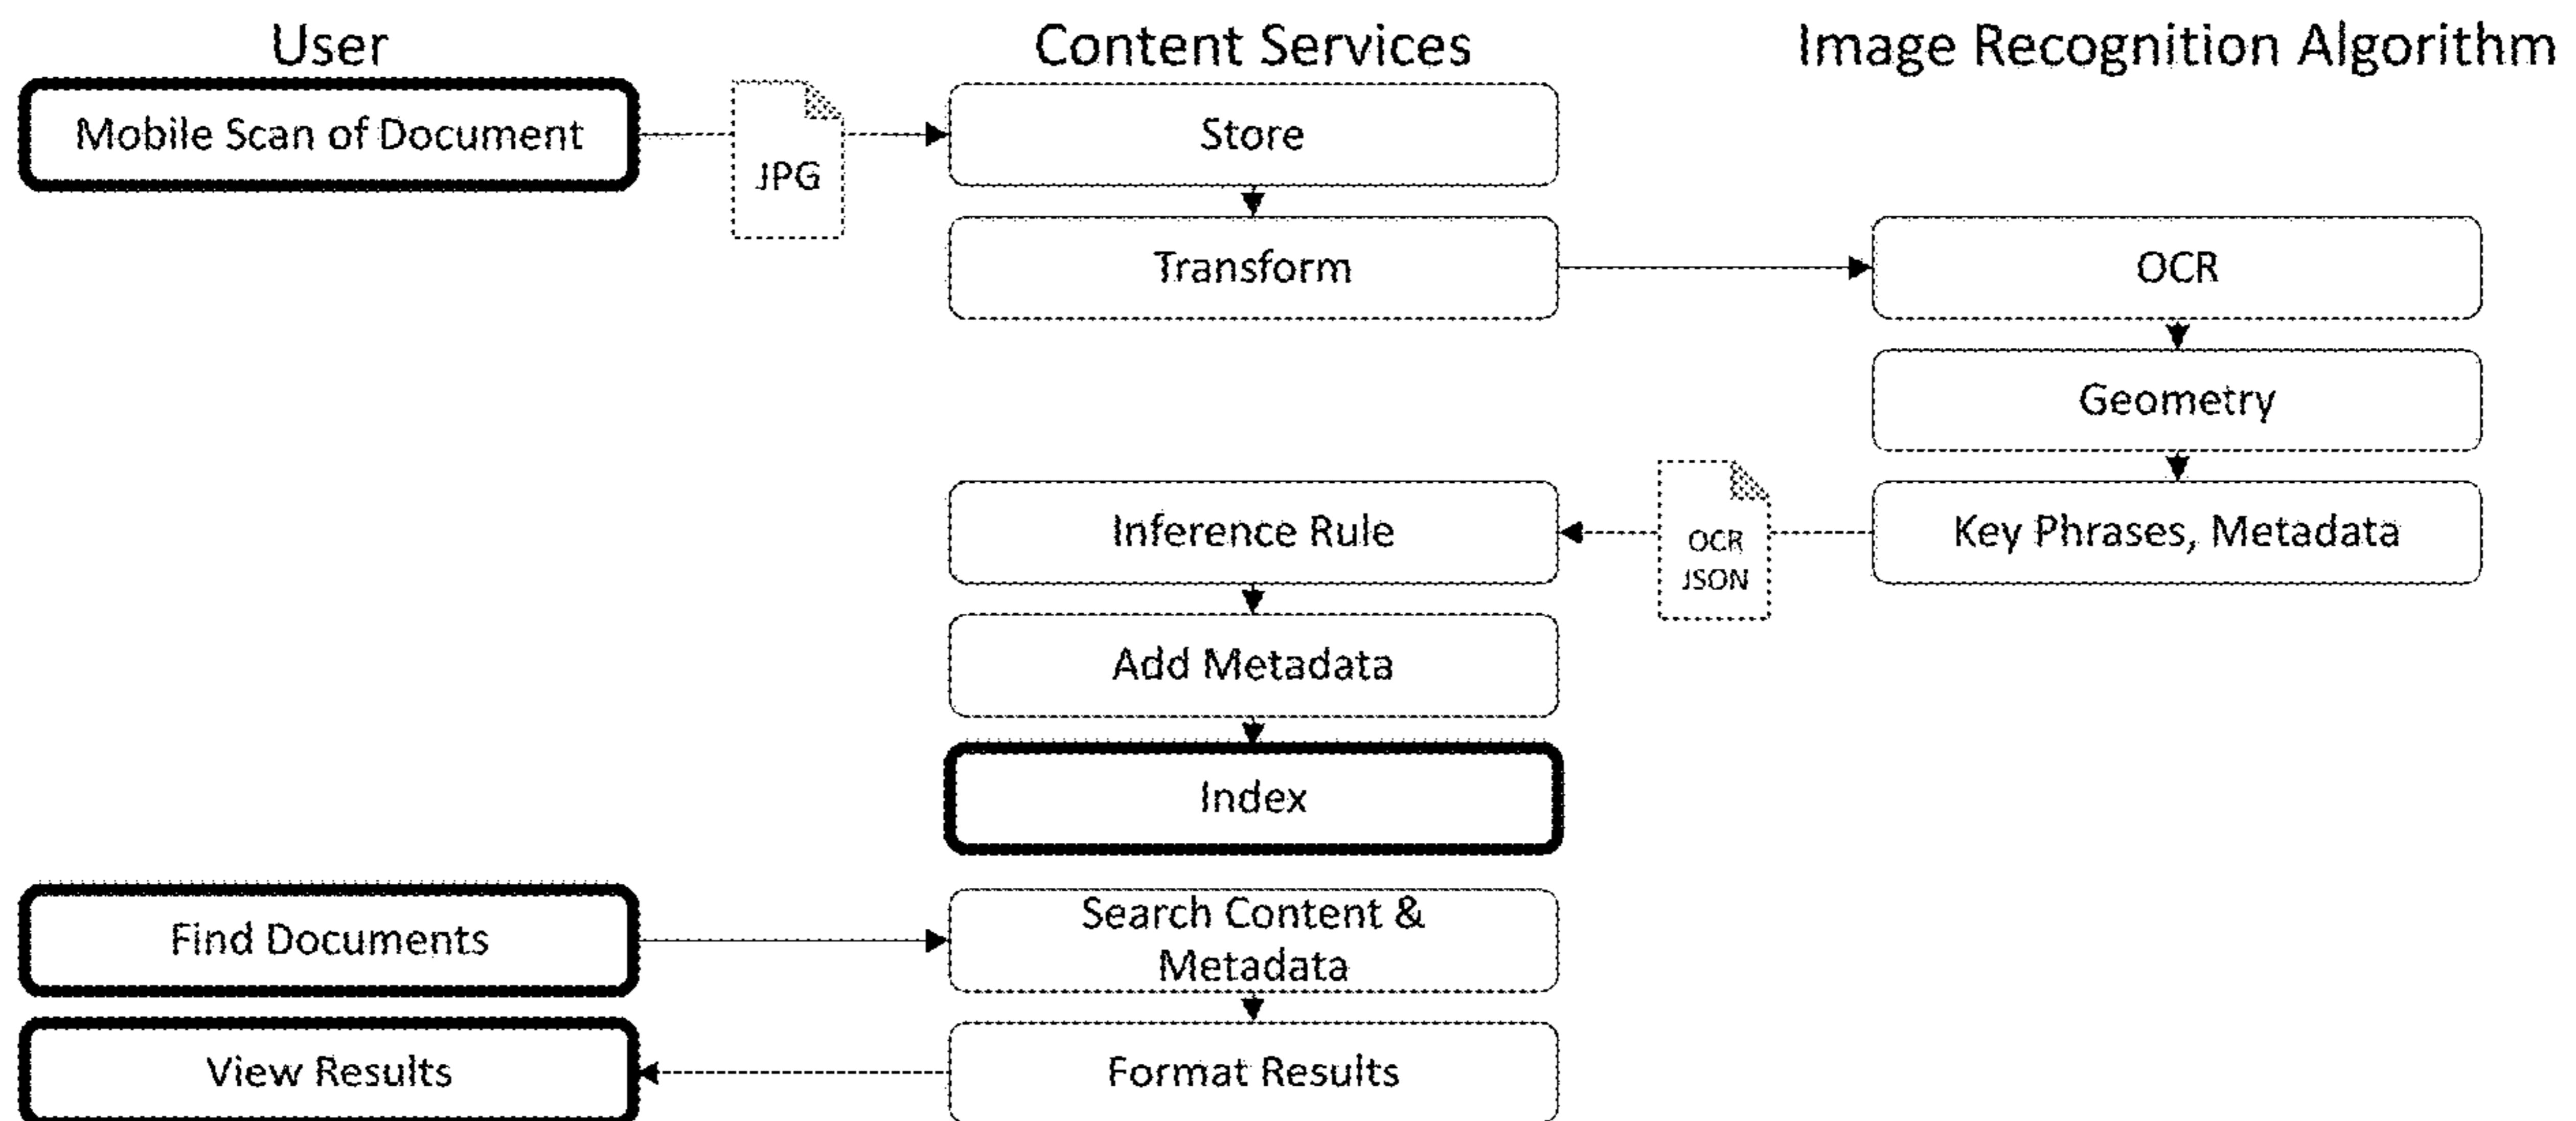 User
Content Services
Image Recognition Algorithm
Mobile Scan of Document
JPG
Store
Transform
OCR
Geometry
Inference Rule
OCR
JSON
Key Phrases, Metadata
Add Metadata
Index
Find Documents
Search Content &
Metadata
View Results
Format Results